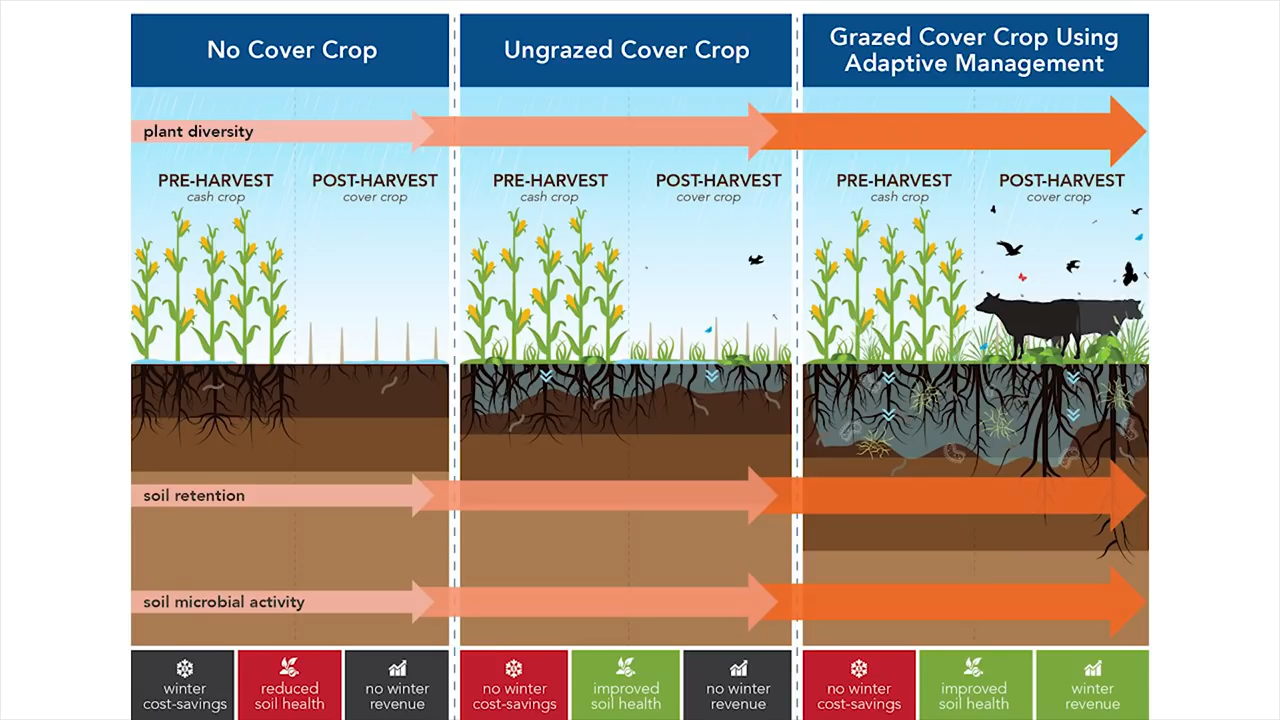 No Cover Crop
Ungrazed Cover Crop
Grazed Cover Crop Using
Adaptive Management
plant diversity
PRE-HARVEST
cash crop
POST-HARVEST
cover crop
PRE-HARVEST
cash crop
POST-HARVEST
cover crop
PRE-HARVEST
cash crop
POST-HARVEST
cover crop
soil retention
soil microbial activity
winter
cost-savings
reduced
soil health
no winter
revenue
no winter
cost-savings
improved
soil health
no winter
revenue
no winter
cost-savings
improved
soil health
winter
revenue